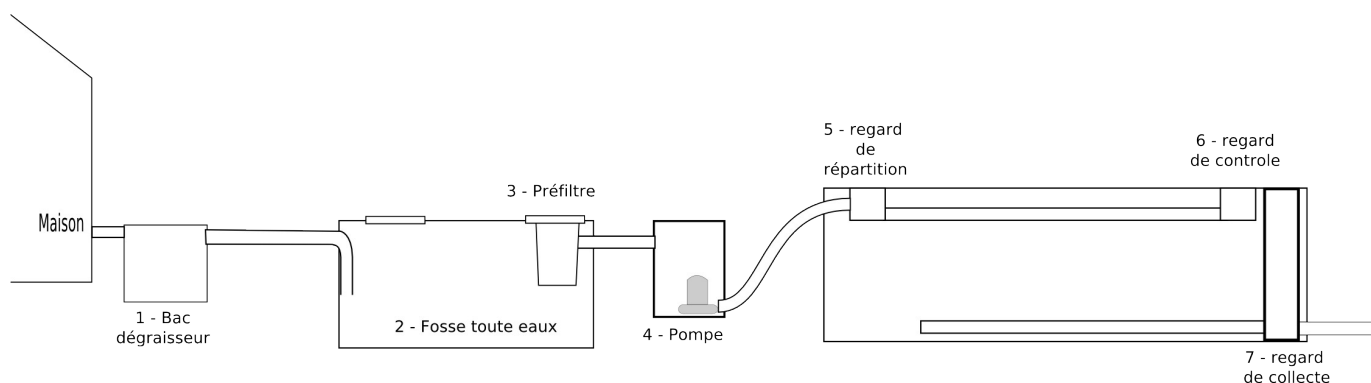 Maison
1 - Bac
dégraisseur
2 - Fosse toute eaux
3 - Préfiltre
4 - Pompe
5 - regard
de
répartition
6 - regard
de controle
7 - regard
de collecte